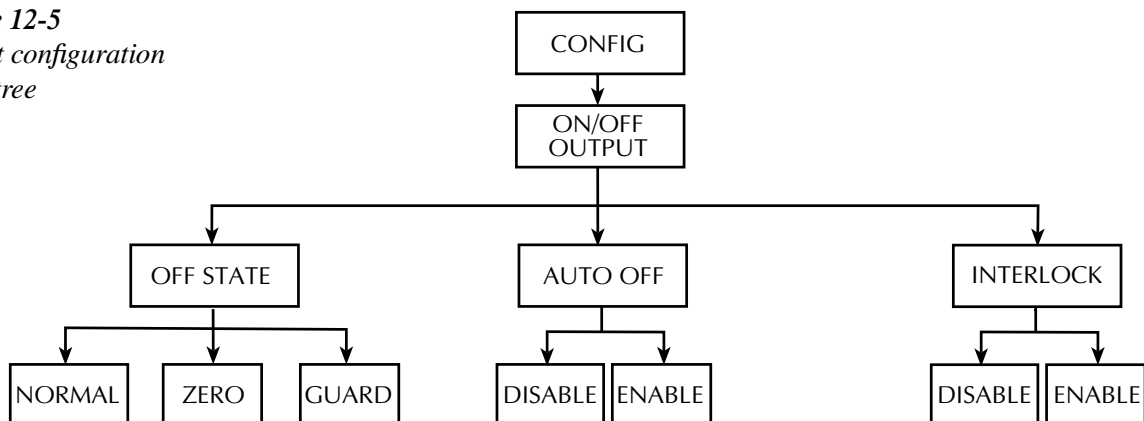 12-5
configuration
tree
CONFIG
ON/OFF
OUTPUT
OFF STATE
AUTO OFF
INTERLOCK
NORMAL
ZERO
GUARD
DISABLE
ENABLE
DISABLE
ENABLE